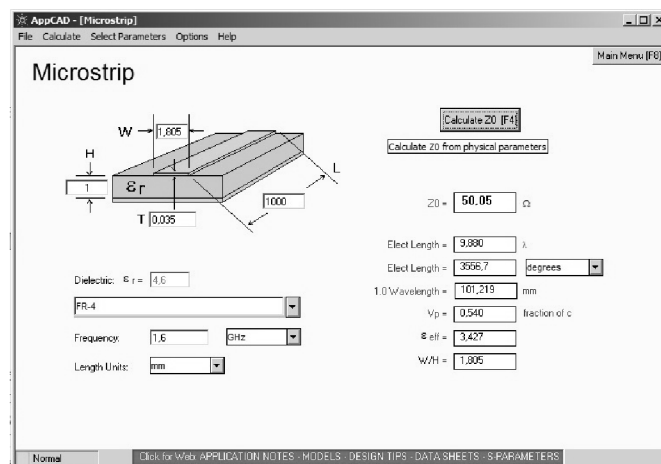 AppCAD - [Microstrip]
File Calculate Select Parameters Options Help
Main Menu [F8]
Microstrip
Calculate Z0 [F4]
Calculate Z0 from physical parameters
W 1,805
H
1
εr
L
1000
T 0,035
Z0 = 50,05 Ω
Elect Length = 9,880 λ
Elect Length = 3556,7 degrees
1.0 Wavelength = 101,219 mm
Vp = 0,540 fraction of c
ε eff = 3,427
W/H = 1,805
Dielectric: ε r = 4,6
FR-4
Frequency: 1,6 GHz
Length Units: mm
Normal
Click for Web: APPLICATION NOTES - MODELS - DESIGN TIPS - DATA SHEETS - S-PARAMETERS